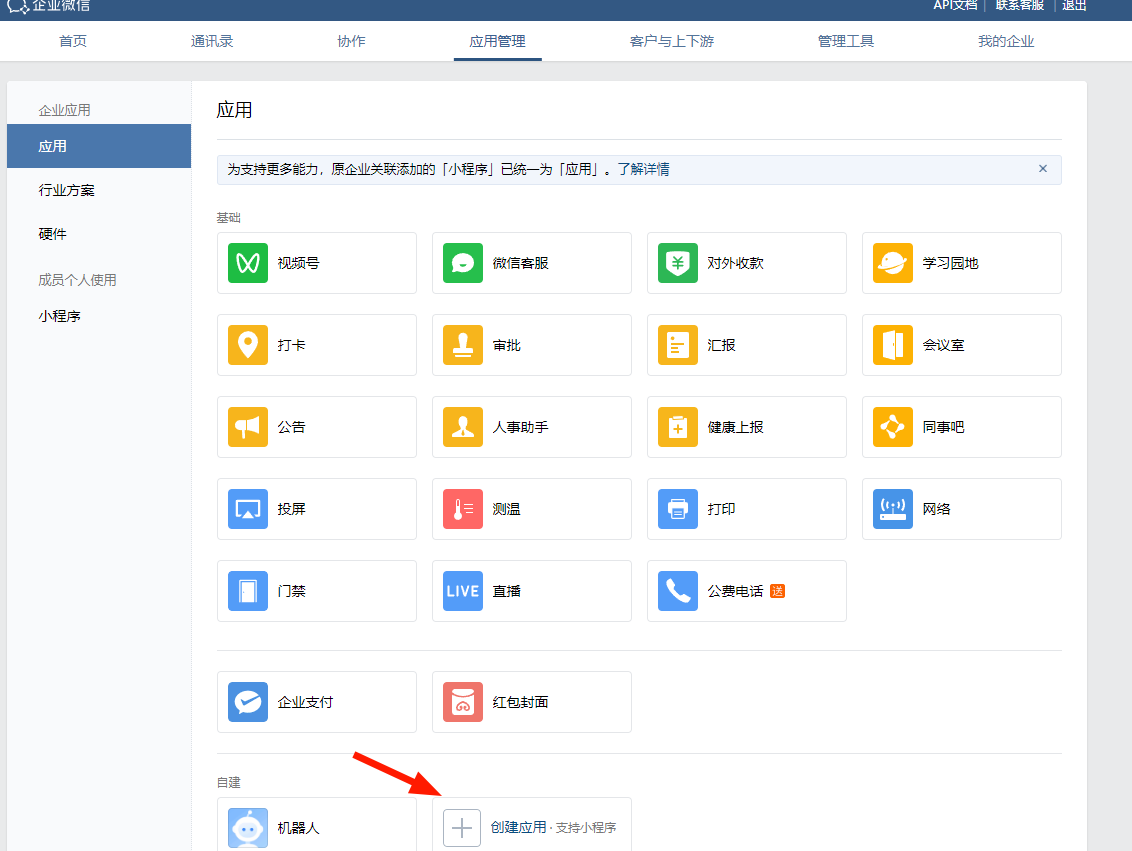 企业微信
API文档 | 联系客服 | 退出
首页 通讯录 协作 应用管理 客户与上下游 管理工具 我的企业
企业应用
应用
行业方案
硬件
成员个人使用
小程序
应用
为支持更多能力，原企业关联添加的「小程序」已统一为「应用」。了解详情
基础
视频号 微信客服 对外收款 学习园地
打卡 审批 汇报 会议室
公告 人事助手 健康上报 同事吧
投屏 测温 打印 网络
门禁 LIVE 直播 公费电话 送
企业支付 红包封面
自建
机器人 创建应用 · 支持小程序